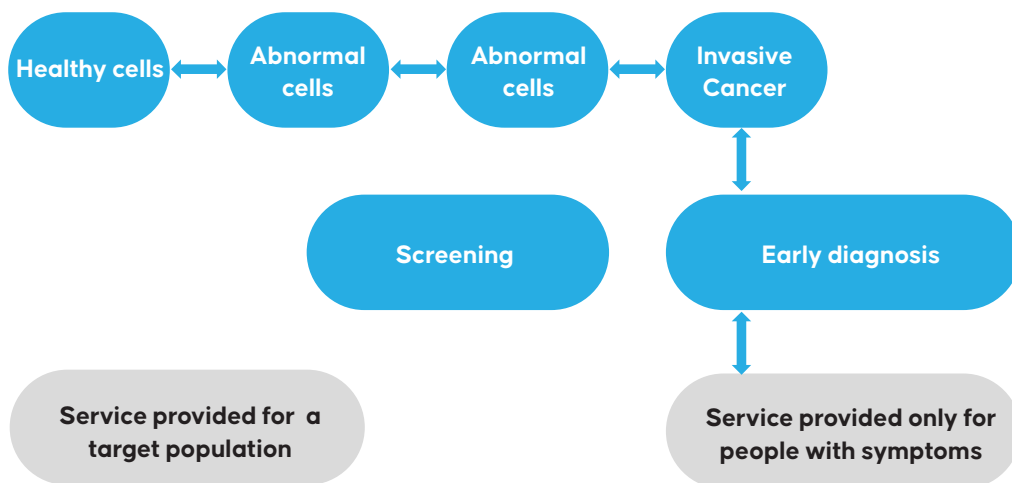 Healthy cells
Abnormal
cells
Abnormal
cells
Invasive
Cancer
Screening
Early diagnosis
Service provided for a
target population
Service provided only for
people with symptoms